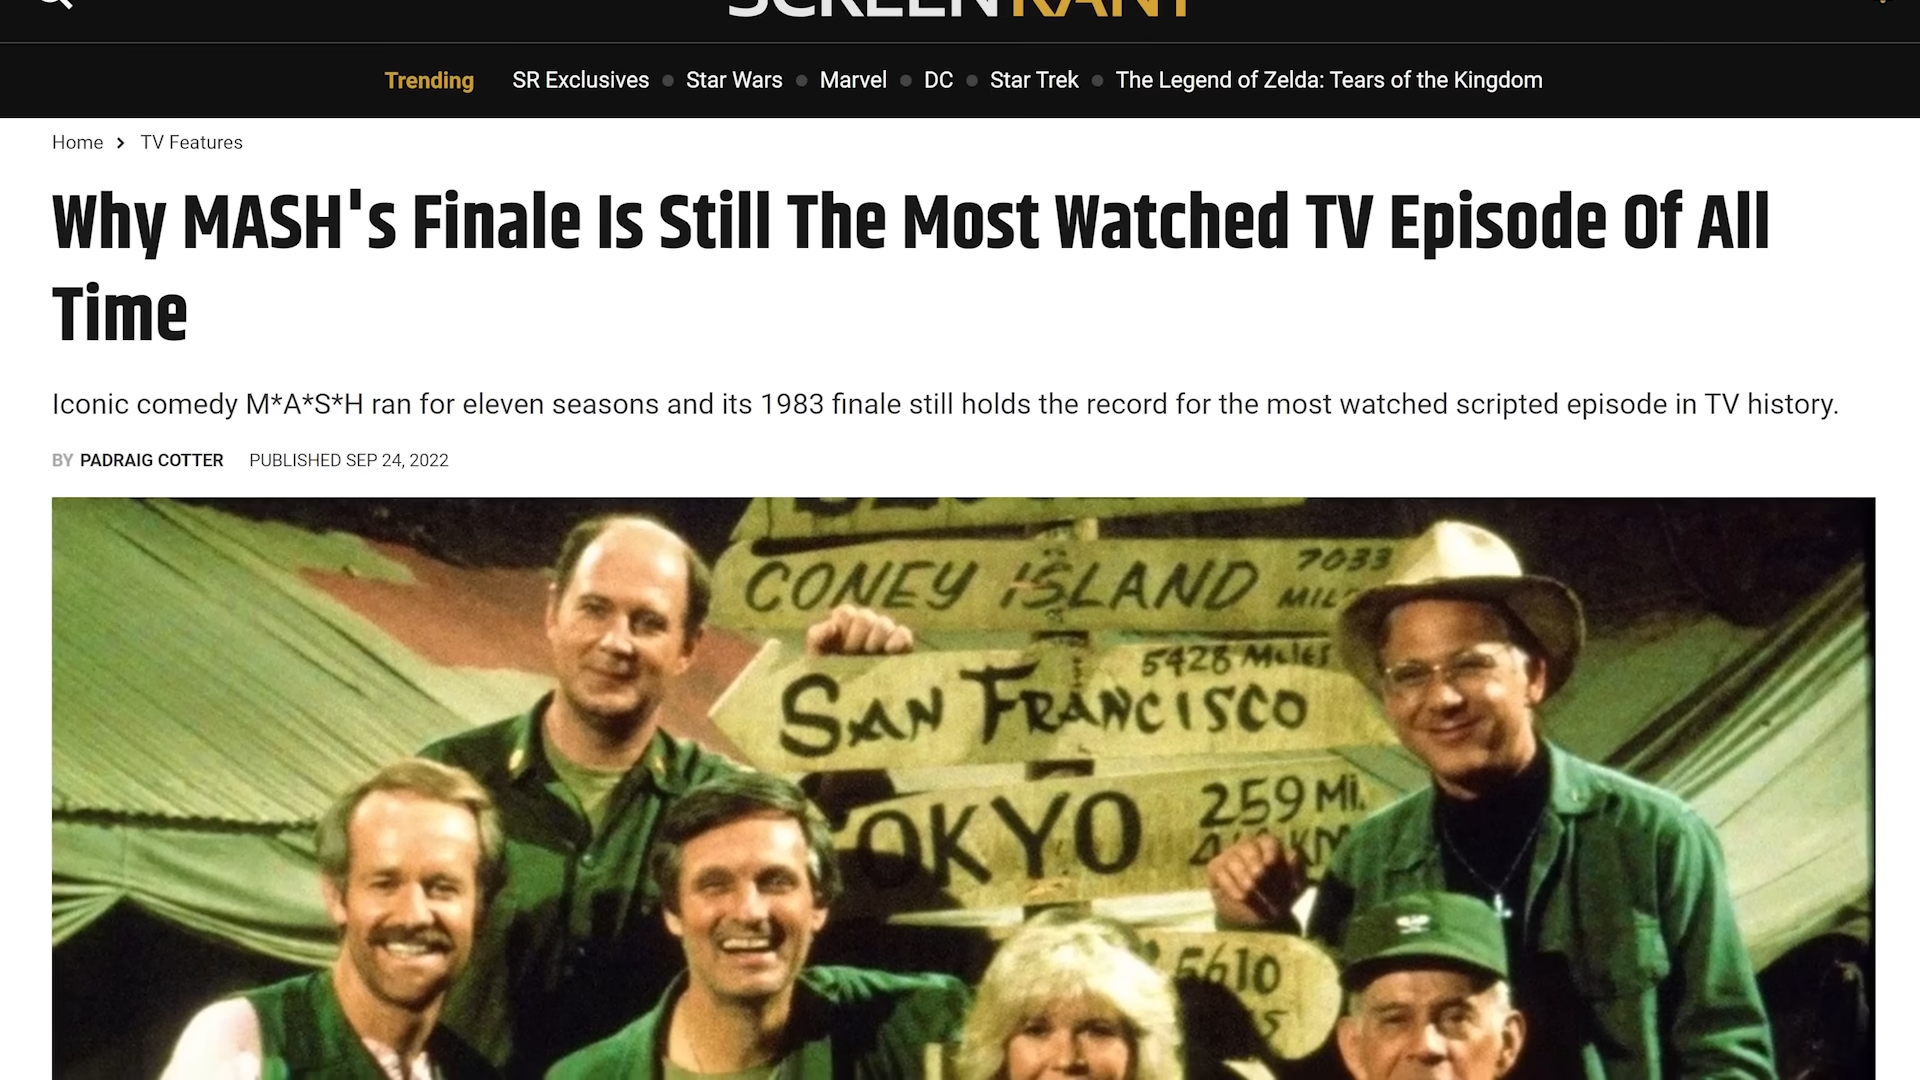 SCREENRANT
Trending SR Exclusives Star Wars Marvel DC Star Trek The Legend of Zelda: Tears of the Kingdom
Home TV Features
Why MASH's Finale Is Still The Most Watched TV Episode Of All
Time
Iconic comedy M*A*S*H ran for eleven seasons and its 1983 finale still holds the record for the most watched scripted episode in TV history.
BY PADRAIG COTTER PUBLISHED SEP 24, 2022
CONEY ISLAND 7033
5428 MILES
SAN FRANCISCO
OKYO 259 MI.
5610